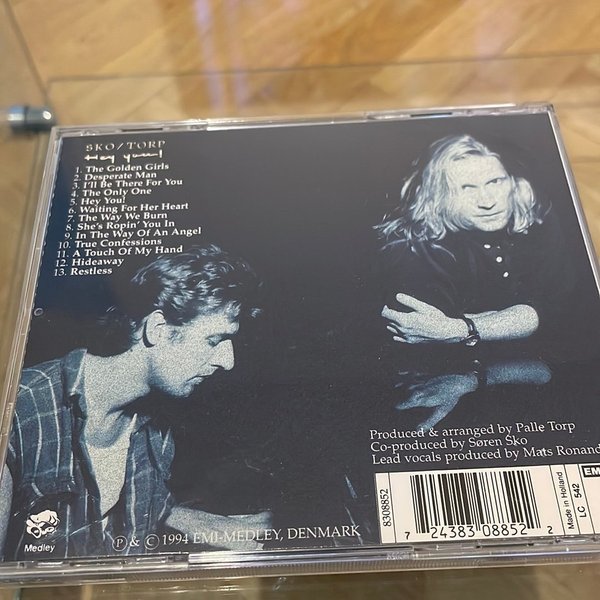 SKO/TORP
Hey you!
1. The Golden Girls
2. Desperate Man
3. I'll Be There For You
4. The Only One
5. Hey You!
6. Waiting For Her Heart
7. The Way We Burn
8. She's Ropin' You In
9. In The Way Of An Angel
10. True Confessions
11. A Touch Of My Hand
12. Hideaway
13. Restless
Produced & arranged by Palle Torp
Co-produced by Søren Sko
Lead vocals produced by Mats Ronand
8308852
7 24383 08852 2
Made in Holland
LC 542
EM
Medley
℗ & © 1994 EMI-MEDLEY, DENMARK